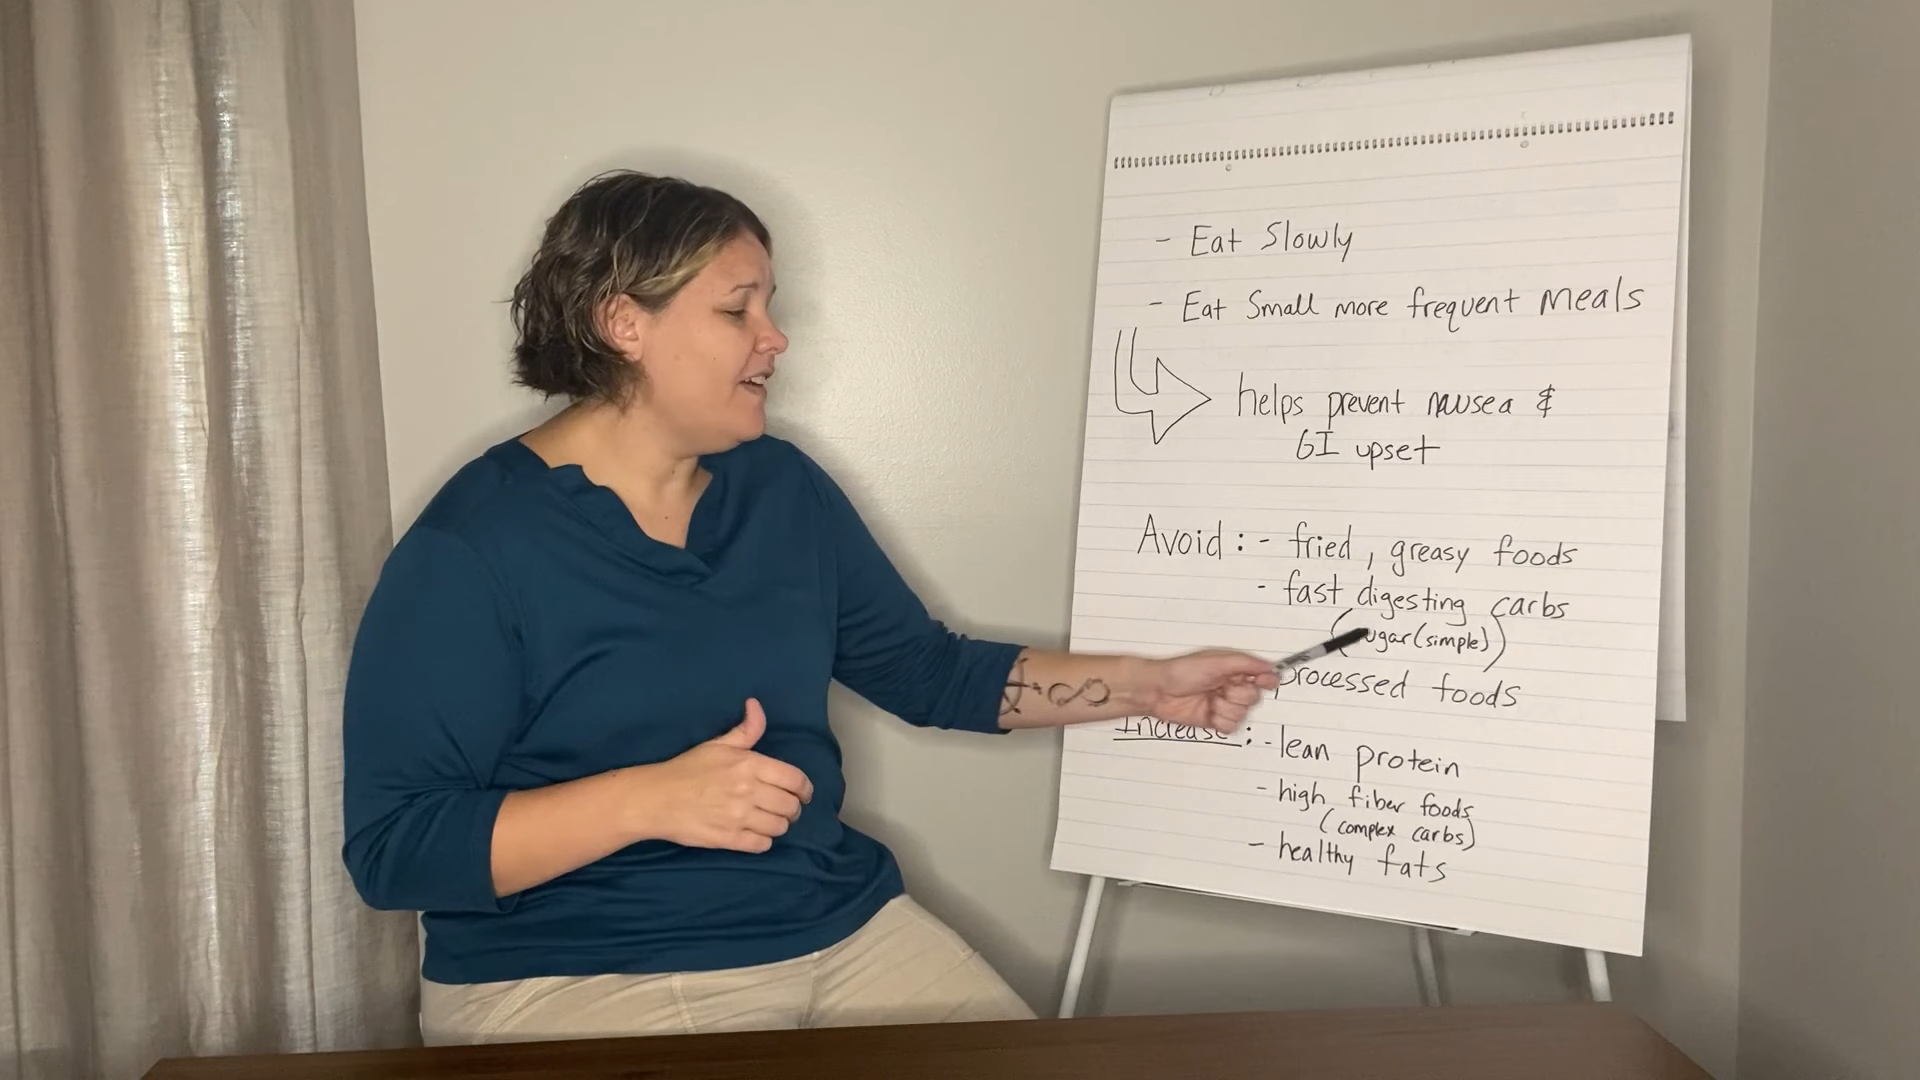 - Eat Slowly
- Eat Small more frequent meals
helps prevent nausea &
GI upset
Avoid : - fried , greasy foods
- fast digesting carbs
(sugar (simple))
processed foods
Increase : - lean protein
- high fiber foods
(complex carbs)
- healthy fats